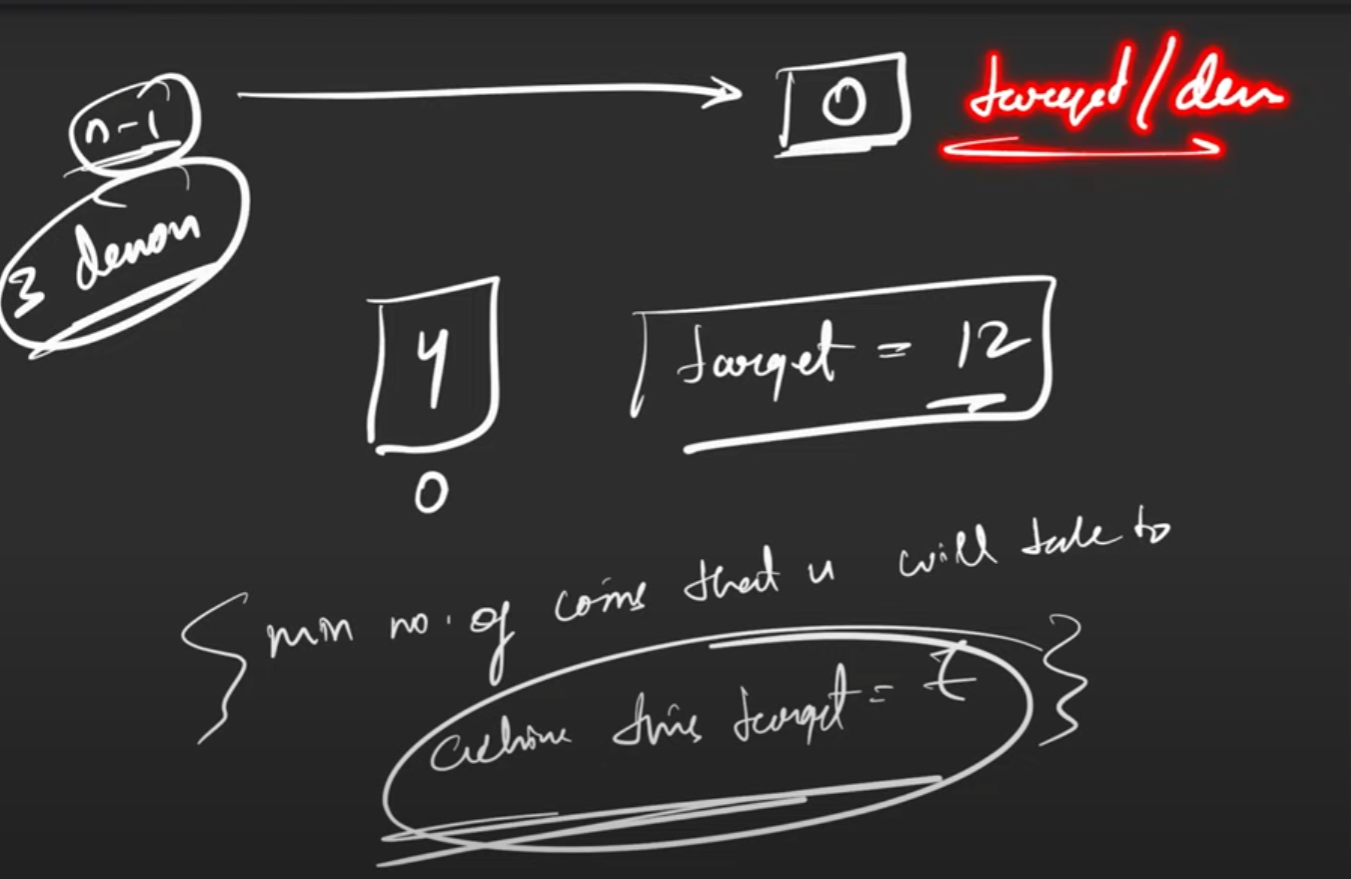 n-1
0
target/den
3 denom
4
target = 12
0
min no. of coins that u will take to
achieve this target = t